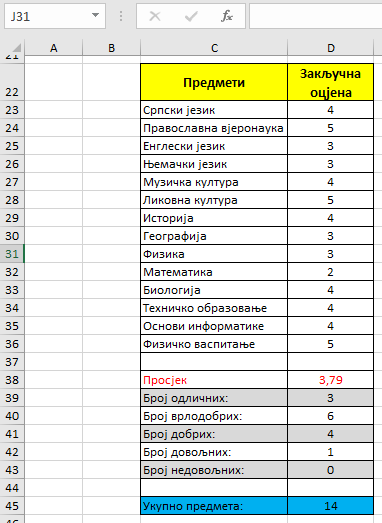 J31
fx
A B C D
21
22 Предмети Закључна оцјена
23 Српски језик 4
24 Православна вјеронаука 5
25 Енглески језик 3
26 Њемачки језик 3
27 Музичка култура 4
28 Ликовна култура 5
29 Историја 4
30 Географија 3
31 Физика 3
32 Математика 2
33 Биологија 4
34 Техничко образовање 4
35 Основи информатике 4
36 Физичко васпитање 5
37
38 Просјек 3,79
39 Број одличних: 3
40 Број врлодобрих: 6
41 Број добрих: 4
42 Број довољних: 1
43 Број недовољних: 0
44
45 Укупно предмета: 14
46